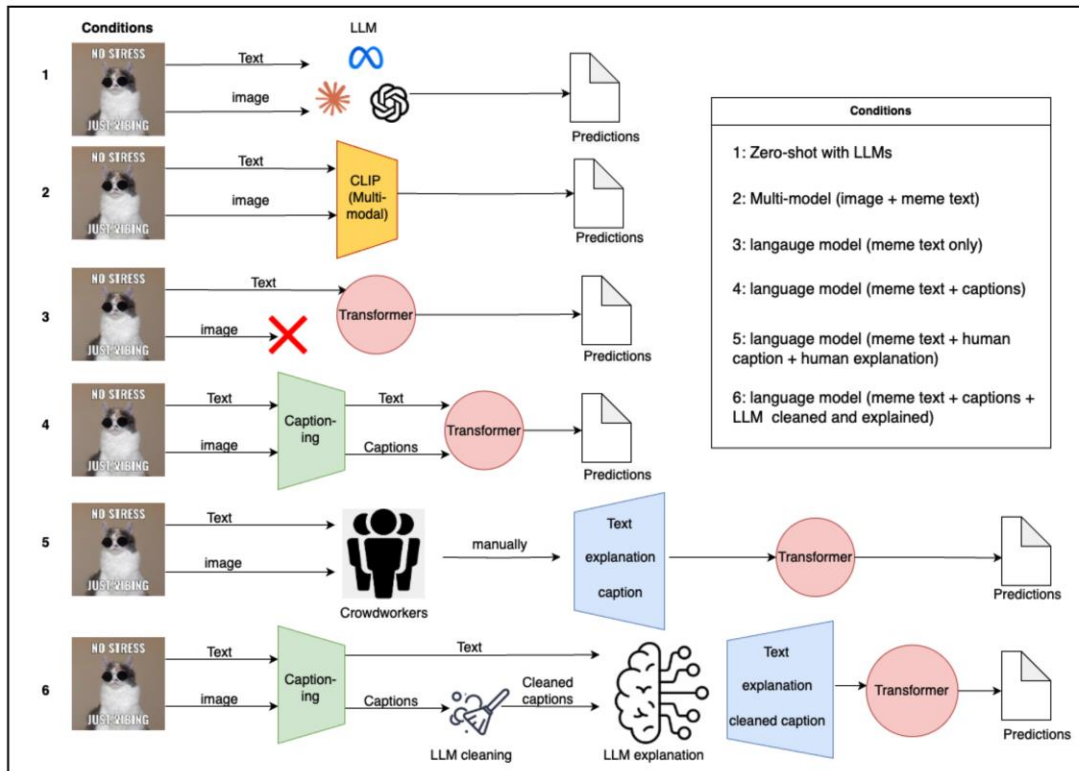 Conditions
LLM
1
NO STRESS
JUST VIBING
Text
image
Predictions
2
NO STRESS
JUST VIBING
Text
image
CLIP
(Multi-
modal)
Predictions
3
NO STRESS
JUST VIBING
Text
image
Transformer
Predictions
4
NO STRESS
JUST VIBING
Text
image
Caption-
ing
Text
Captions
Transformer
Predictions
5
NO STRESS
JUST VIBING
Text
image
Crowdworkers
manually
Text
explanation
caption
Transformer
Predictions
6
NO STRESS
JUST VIBING
Text
image
Caption-
ing
Text
Captions
LLM cleaning
Cleaned
captions
LLM explanation
Text
explanation
cleaned caption
Transformer
Predictions
Conditions
1: Zero-shot with LLMs
2: Multi-model (image + meme text)
3: langauge model (meme text only)
4: language model (meme text + captions)
5: language model (meme text + human
caption + human explanation)
6: language model (meme text + captions +
LLM cleaned and explained)